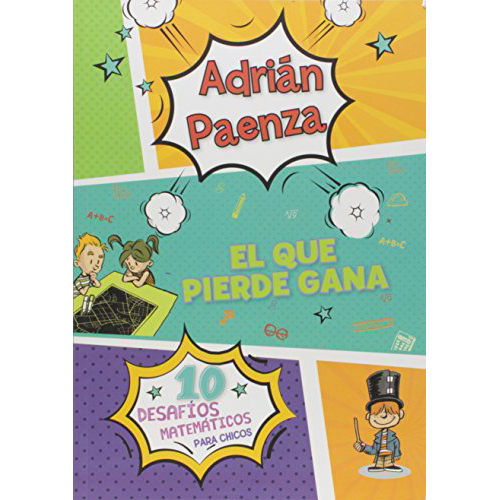 Adrián
Paenza
A+B=C
A+B=C
EL QUE
PIERDE GANA
10
DESAFÍOS
MATEMÁTICOS
PARA CHICOS